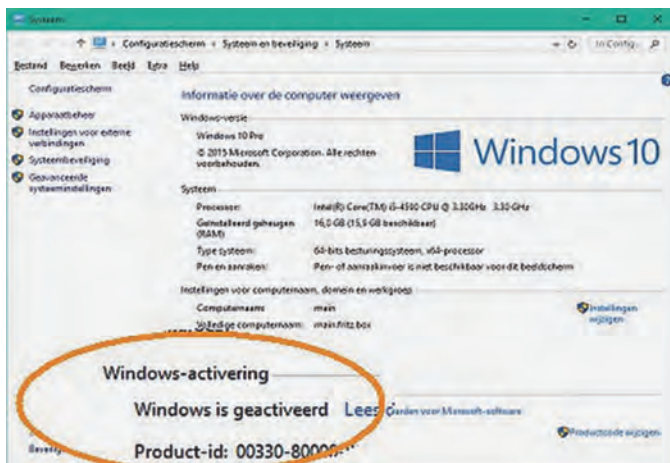 Systeem
Configuratiescherm › Systeem en beveiliging › Systeem
In Config
Bestand Bewerken Beeld Extra Help
Configuratiescherm
Apparaatbeheer
Instellingen voor externe
verbindingen
Systeembeveiliging
Geavanceerde
systeeminstellingen
Informatie over de computer weergeven
Windows-versie
Windows 10 Pro
© 2015 Microsoft Corporation. Alle rechten
voorbehouden.
Windows 10
Systeem
Processor: Intel(R) Core(TM) i5-4590 CPU @ 3.30GHz 3.30 GHz
Geïnstalleerd geheugen
(RAM):
16,0 GB (15,9 GB beschikbaar)
Type systeem: 64-bits besturingssysteem, x64-processor
Pen en aanraken: Pen- of aanraakinvoer is niet beschikbaar voor dit beeldscherm
Instellingen voor computernaam, domein en werkgroep
Computernaam: main
Volledige computernaam: main.fritz.box
Instellingen
wijzigen
Windows-activering
Windows is geactiveerd Lees
voor Microsoft-software
Product-id: 00330-80000-
Productcode wijzigen